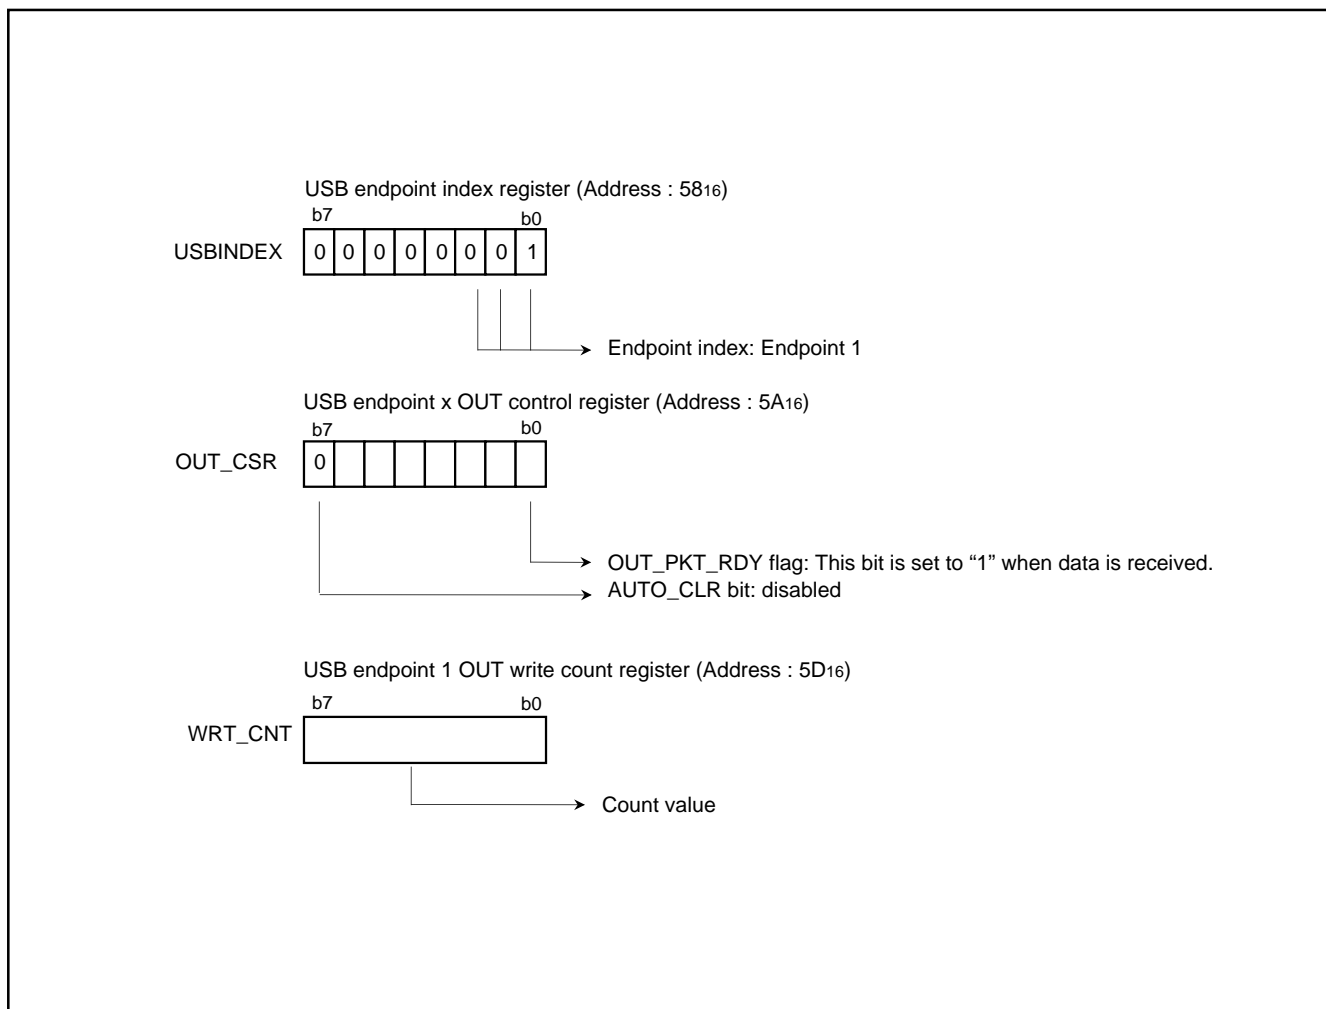 USB endpoint index register (Address : 5816)
b7 b0
USBINDEX 0 0 0 0 0 0 0 1
Endpoint index: Endpoint 1
USB endpoint x OUT control register (Address : 5A16)
b7 b0
OUT_CSR 0
OUT_PKT_RDY flag: This bit is set to “1” when data is received.
AUTO_CLR bit: disabled
USB endpoint 1 OUT write count register (Address : 5D16)
b7 b0
WRT_CNT
Count value